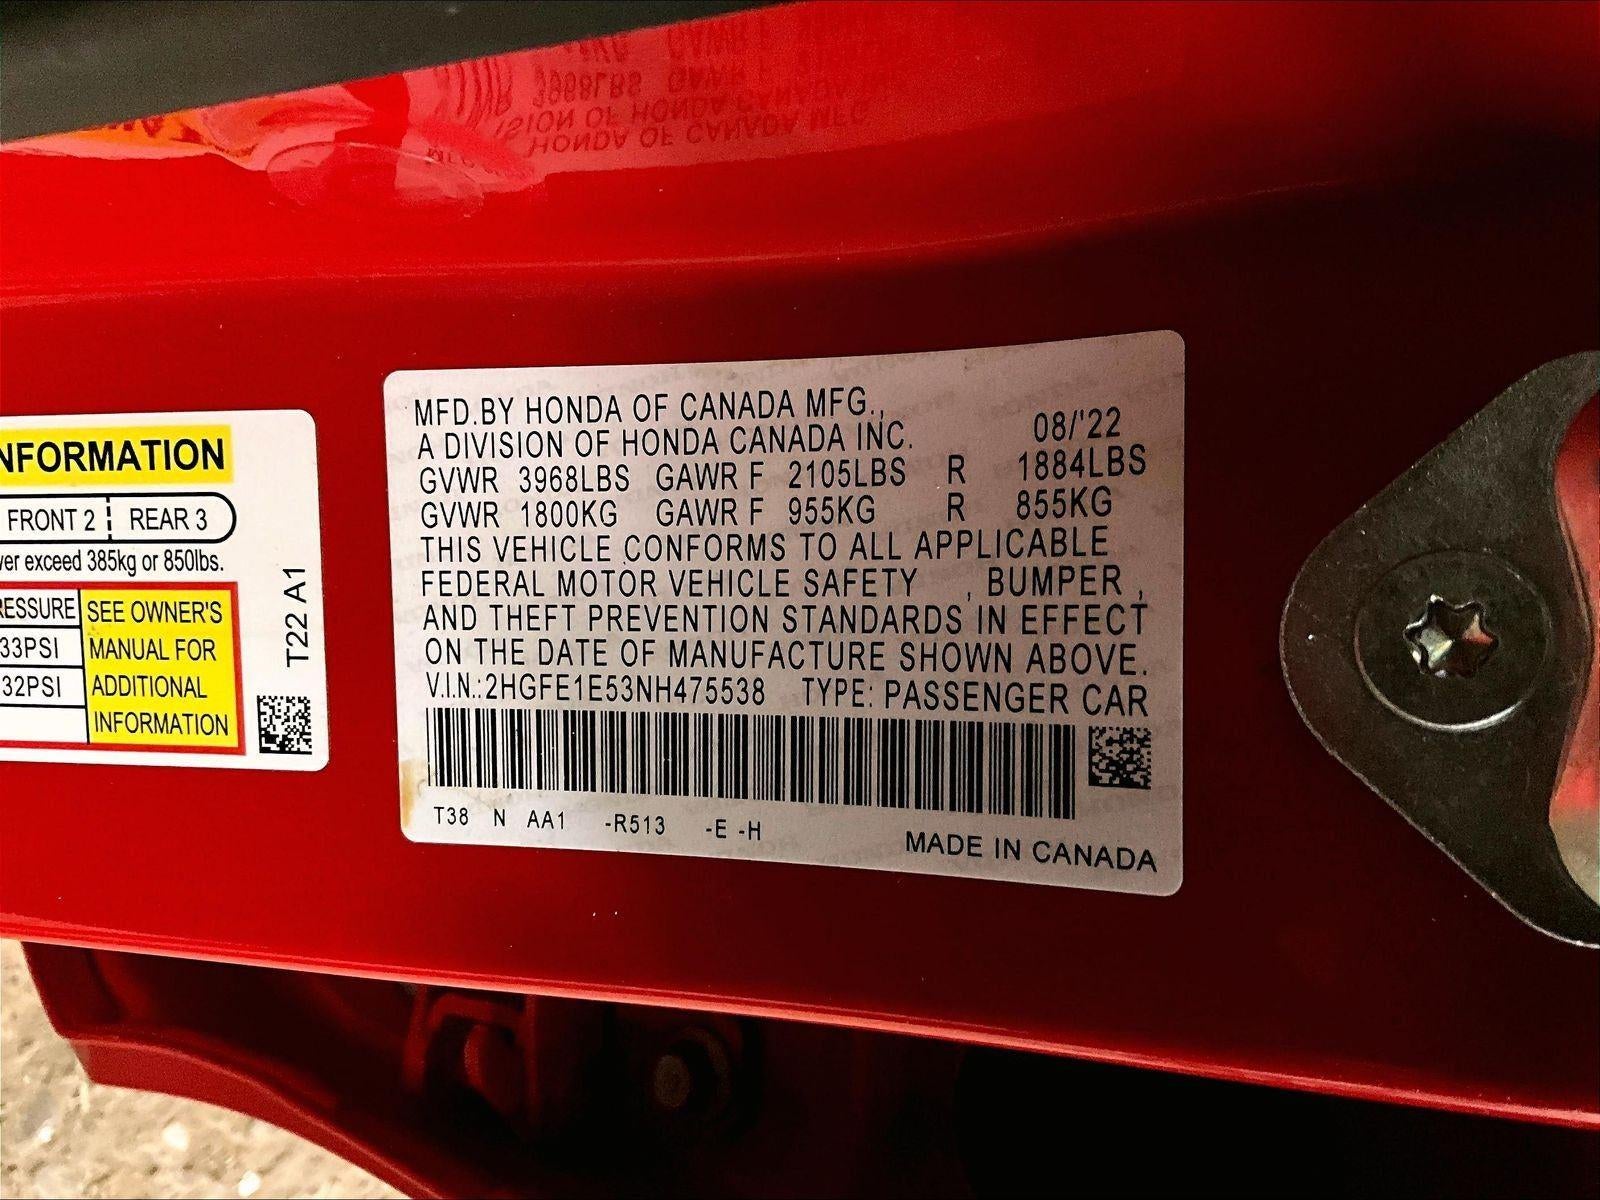 NFORMATION
FRONT 2 REAR 3
ver exceed 385kg or 850lbs.
RESSURE SEE OWNER'S
33PSI MANUAL FOR
32PSI ADDITIONAL
INFORMATION
T22 A1
MFD.BY HONDA OF CANADA MFG.,
A DIVISION OF HONDA CANADA INC. 08/'22
GVWR 3968LBS GAWR F 2105LBS R 1884LBS
GVWR 1800KG GAWR F 955KG R 855KG
THIS VEHICLE CONFORMS TO ALL APPLICABLE
FEDERAL MOTOR VEHICLE SAFETY , BUMPER ,
AND THEFT PREVENTION STANDARDS IN EFFECT
ON THE DATE OF MANUFACTURE SHOWN ABOVE.
V.I.N.:2HGFE1E53NH475538 TYPE: PASSENGER CAR
T38 N AA1 -R513 -E -H
MADE IN CANADA